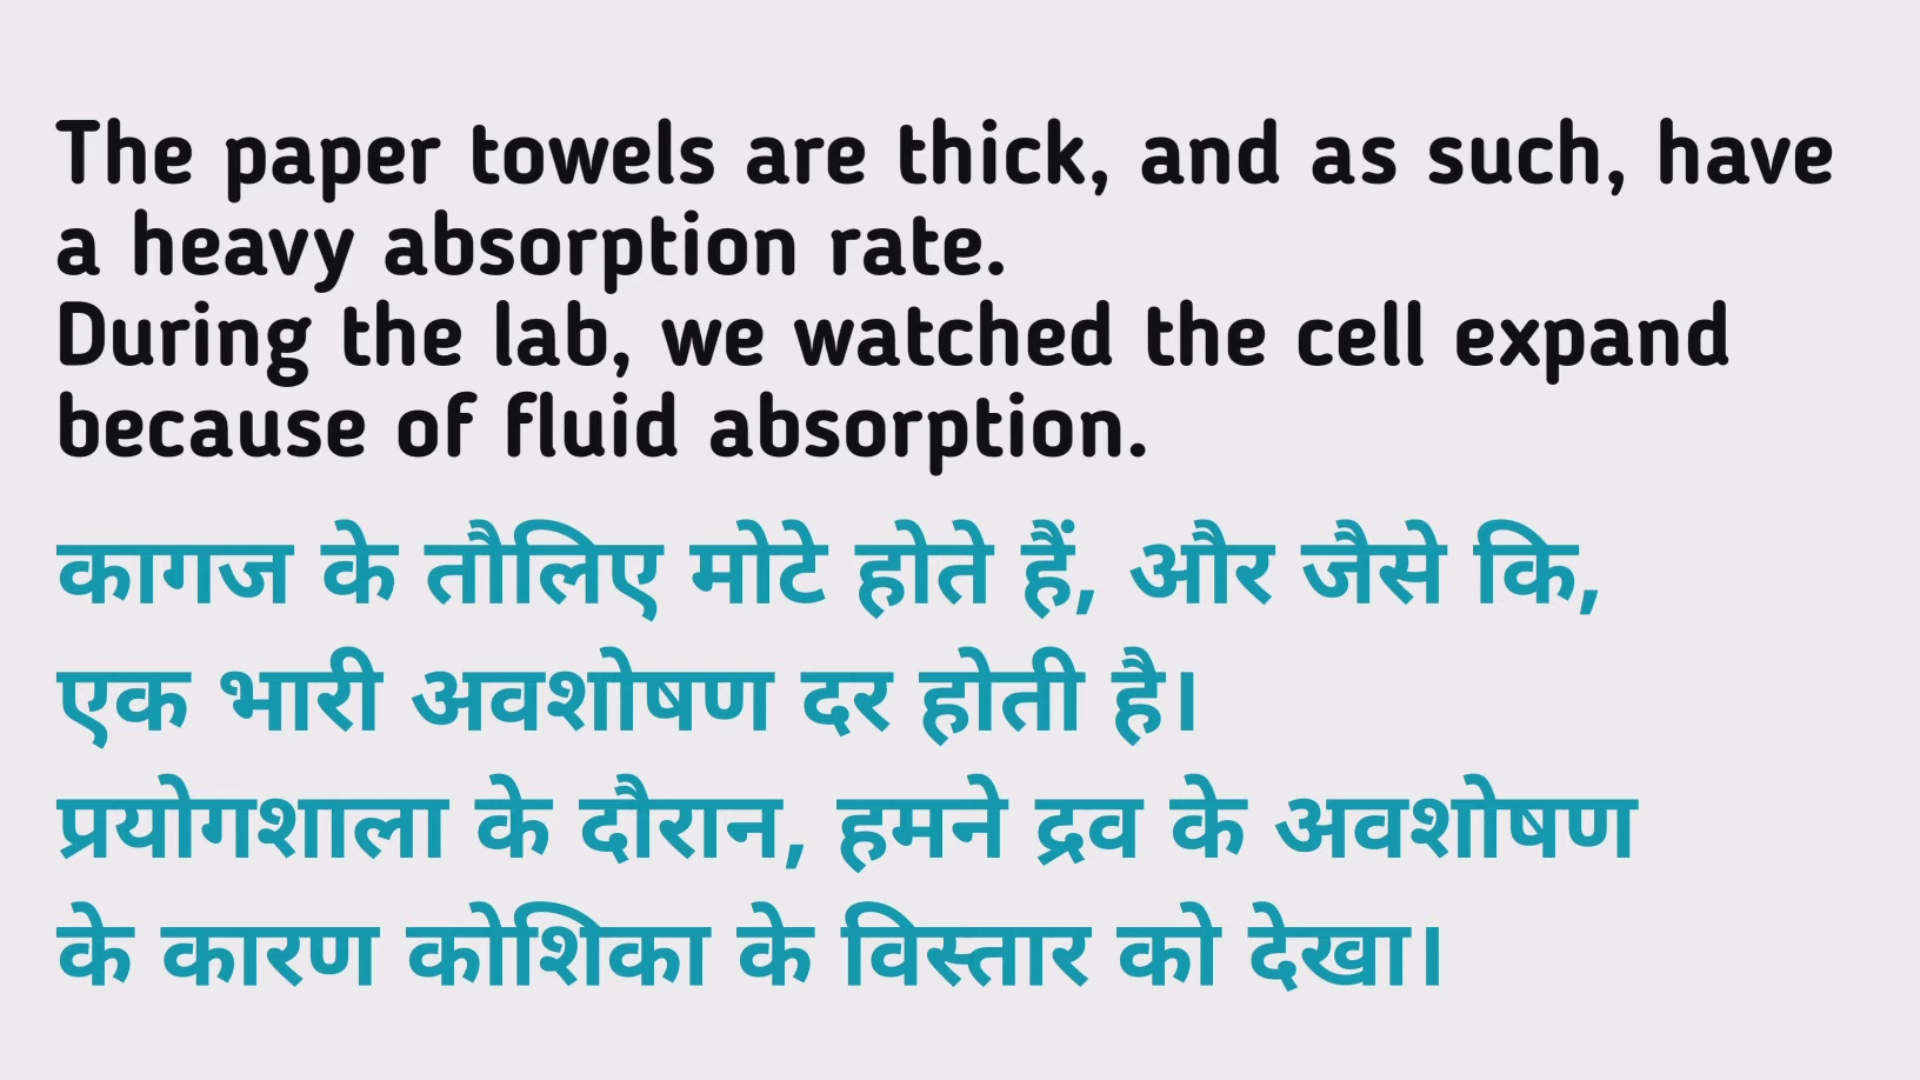 The paper towels are thick, and as such, have
a heavy absorption rate.
During the lab, we watched the cell expand
because of fluid absorption.
कागज के तौलिए मोटे होते हैं, और जैसे कि,
एक भारी अवशोषण दर होती है।
प्रयोगशाला के दौरान, हमने द्रव के अवशोषण
के कारण कोशिका के विस्तार को देखा।